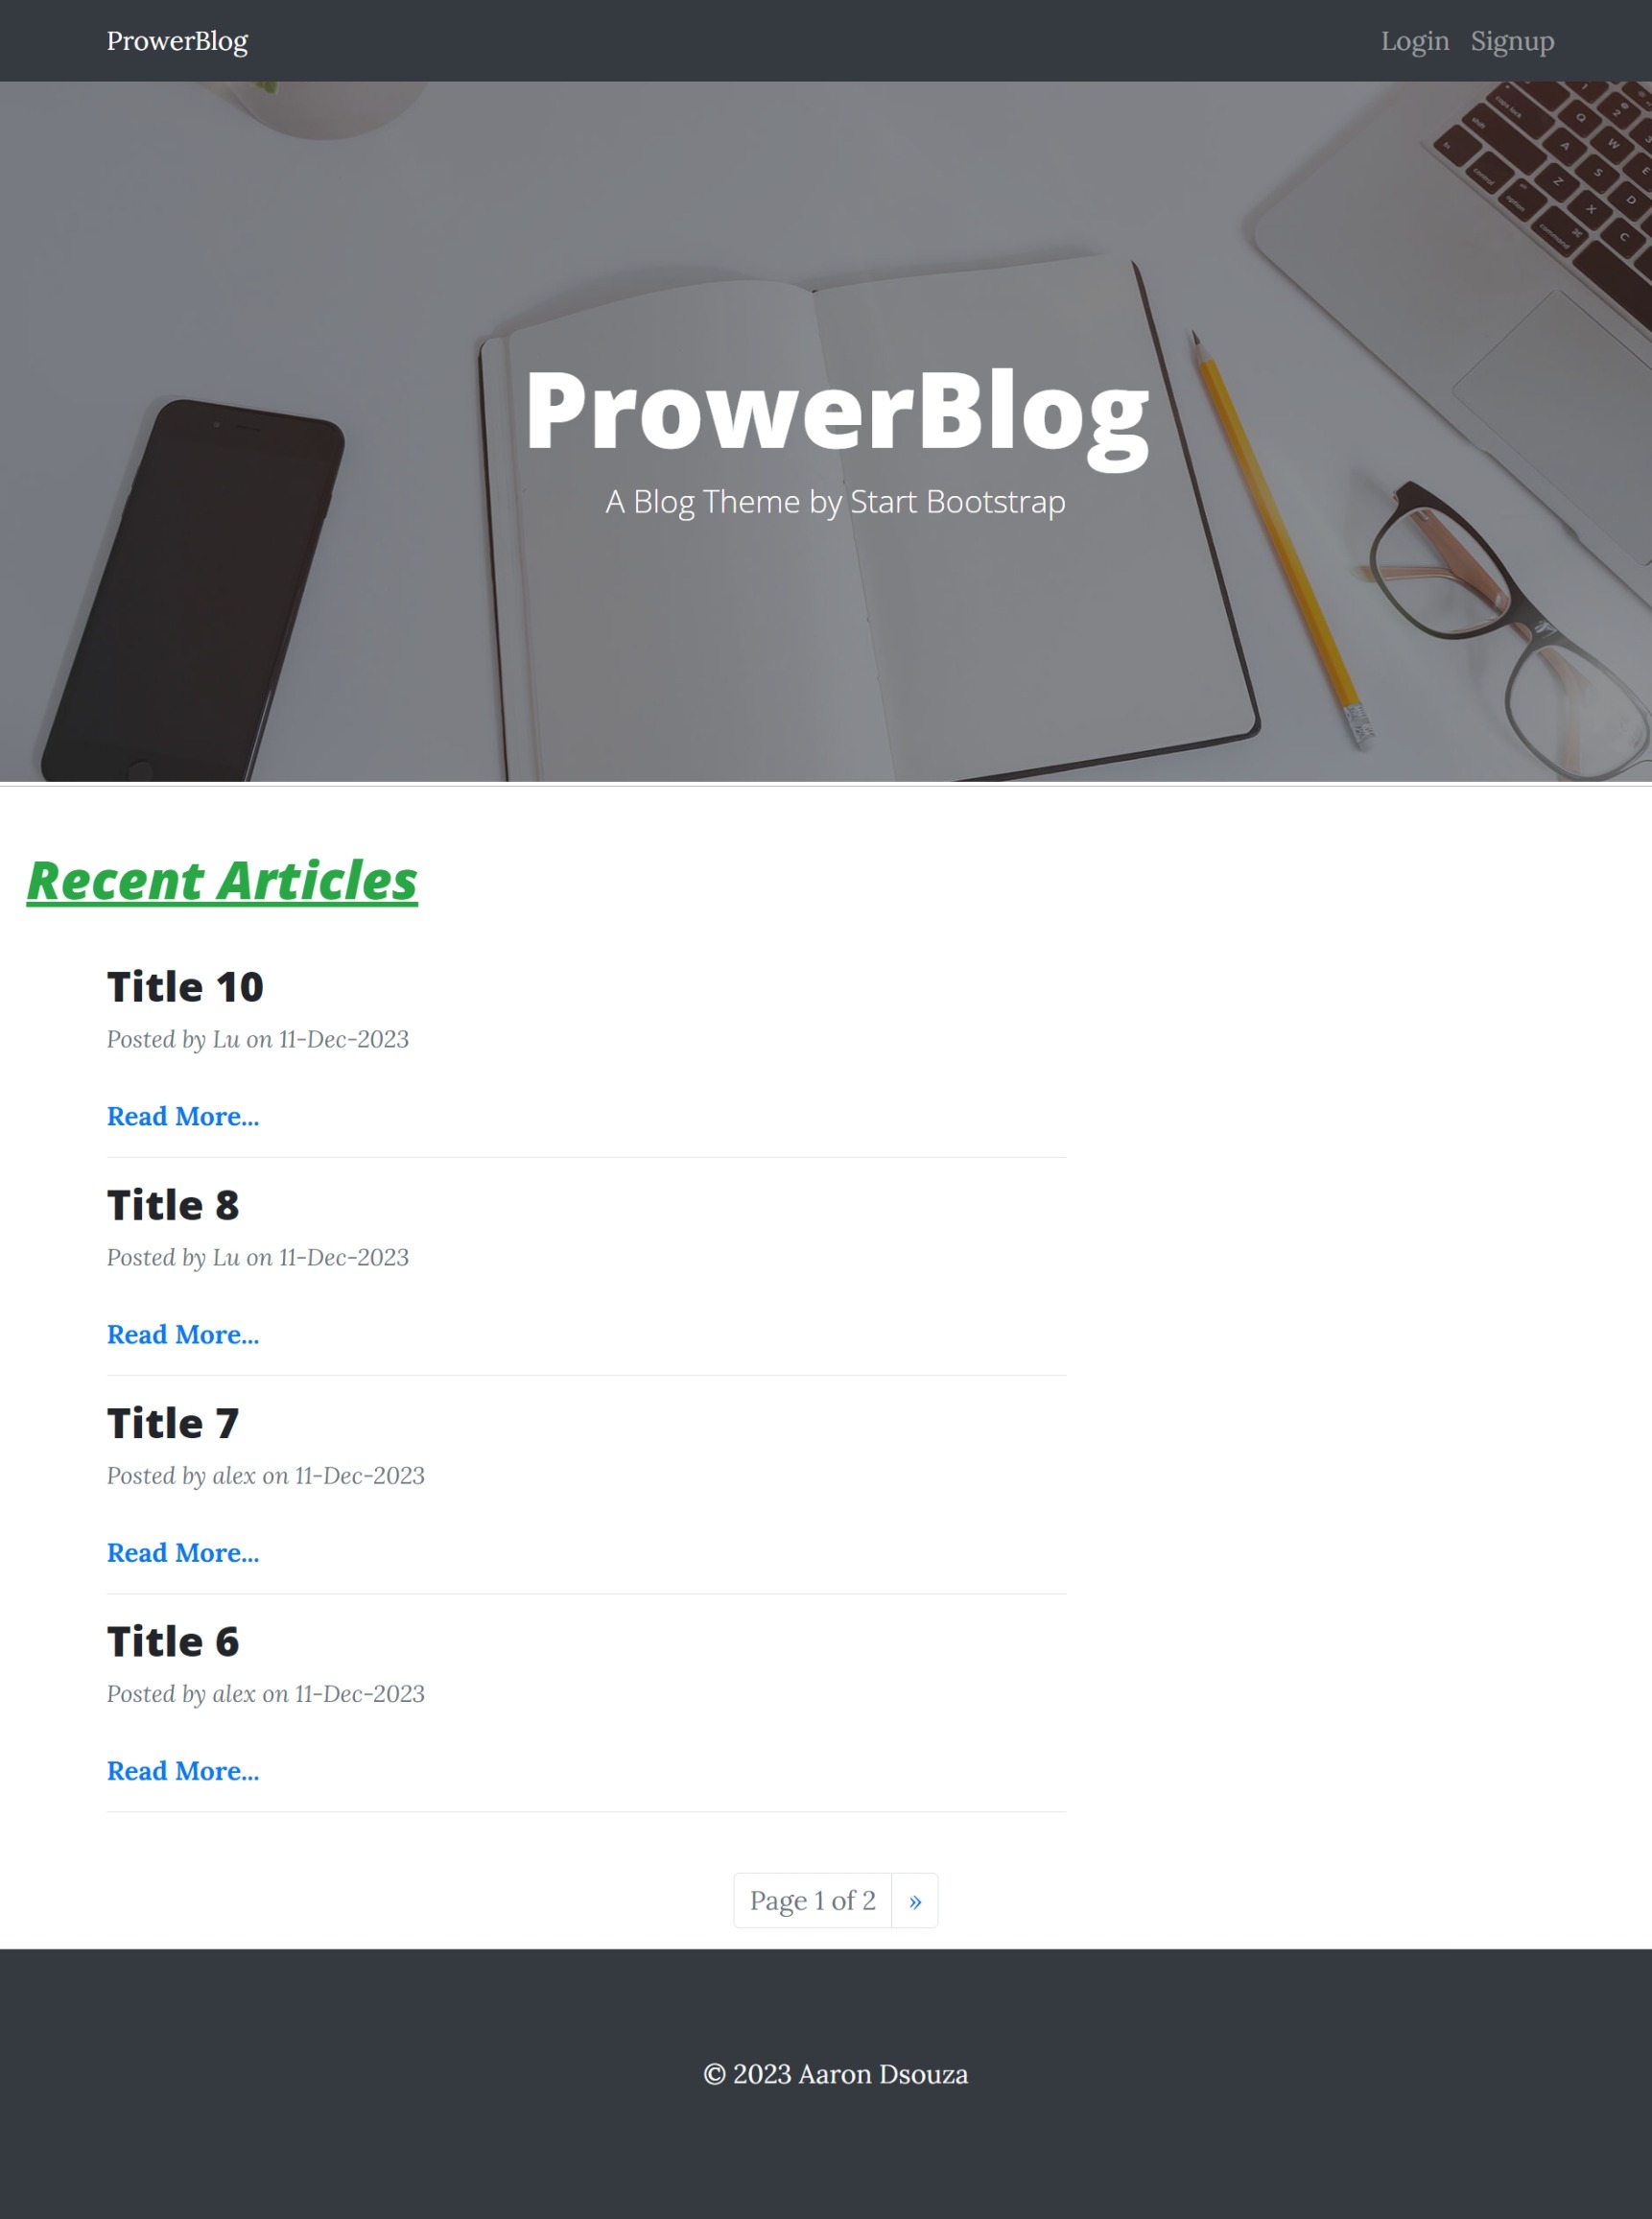 ProwerBlog
Login Signup
ProwerBlog
A Blog Theme by Start Bootstrap
Recent Articles
Title 10
Posted by Lu on 11-Dec-2023
Read More...
Title 8
Posted by Lu on 11-Dec-2023
Read More...
Title 7
Posted by alex on 11-Dec-2023
Read More...
Title 6
Posted by alex on 11-Dec-2023
Read More...
Page 1 of 2 »
© 2023 Aaron Dsouza